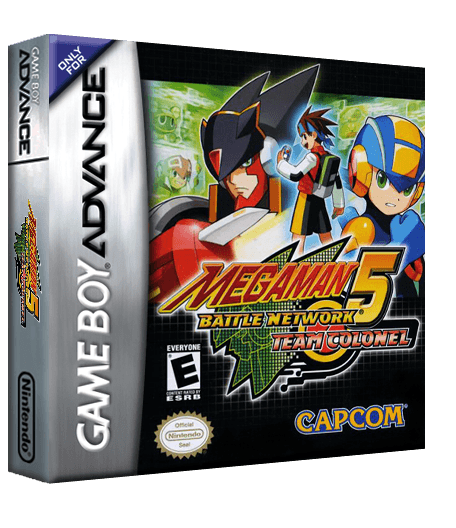 GAME BOY ADVANCE
Nintendo
GAME BOY ADVANCE
ONLY
FOR
MEGAMAN 5
BATTLE NETWORK
TEAM COLONEL
EVERYONE
E
CONTENT RATED BY
ESRB
Official
Nintendo
Seal
CAPCOM